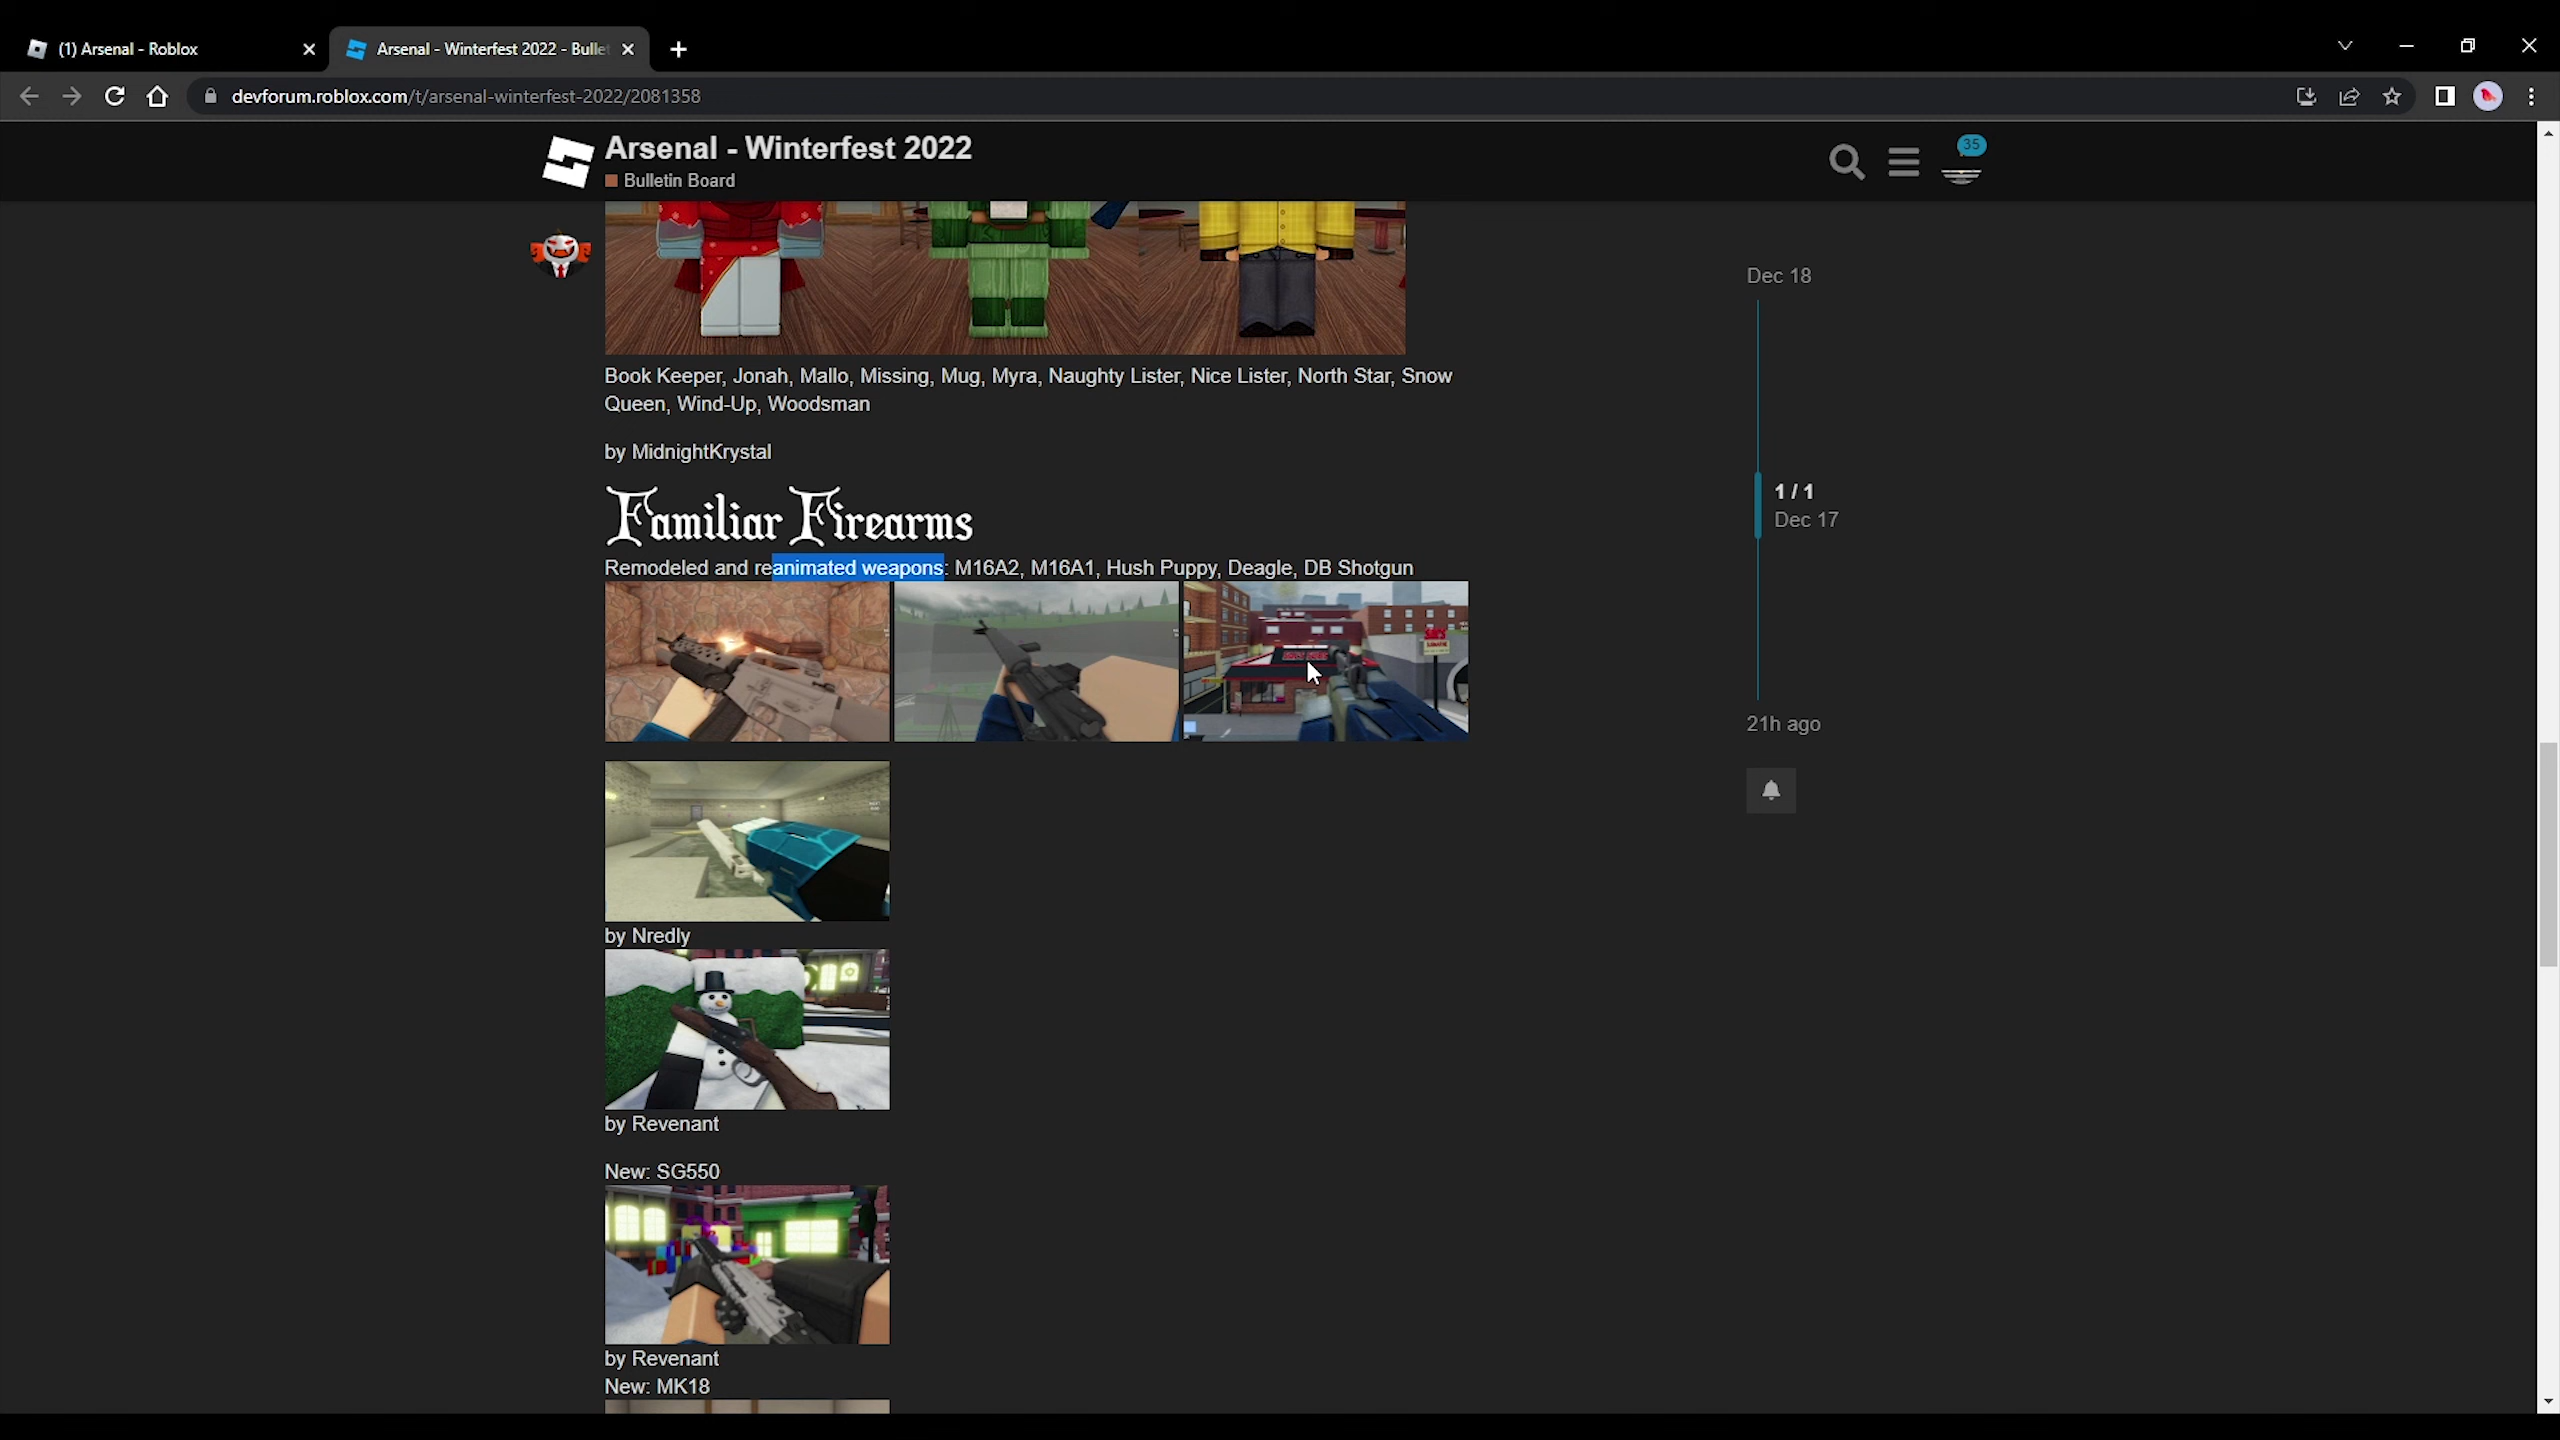 (1) Arsenal - Roblox
Arsenal - Winterfest 2022 - Bulle
devforum.roblox.com/t/arsenal-winterfest-2022/2081358
Arsenal - Winterfest 2022
Bulletin Board
35
Dec 18
Book Keeper, Jonah, Mallo, Missing, Mug, Myra, Naughty Lister, Nice Lister, North Star, Snow
Queen, Wind-Up, Woodsman
by MidnightKrystal
Familiar Firearms
1 / 1
Dec 17
Remodeled and reanimated weapons: M16A2, M16A1, Hush Puppy, Deagle, DB Shotgun
21h ago
by Nredly
by Revenant
New: SG550
by Revenant
New: MK18